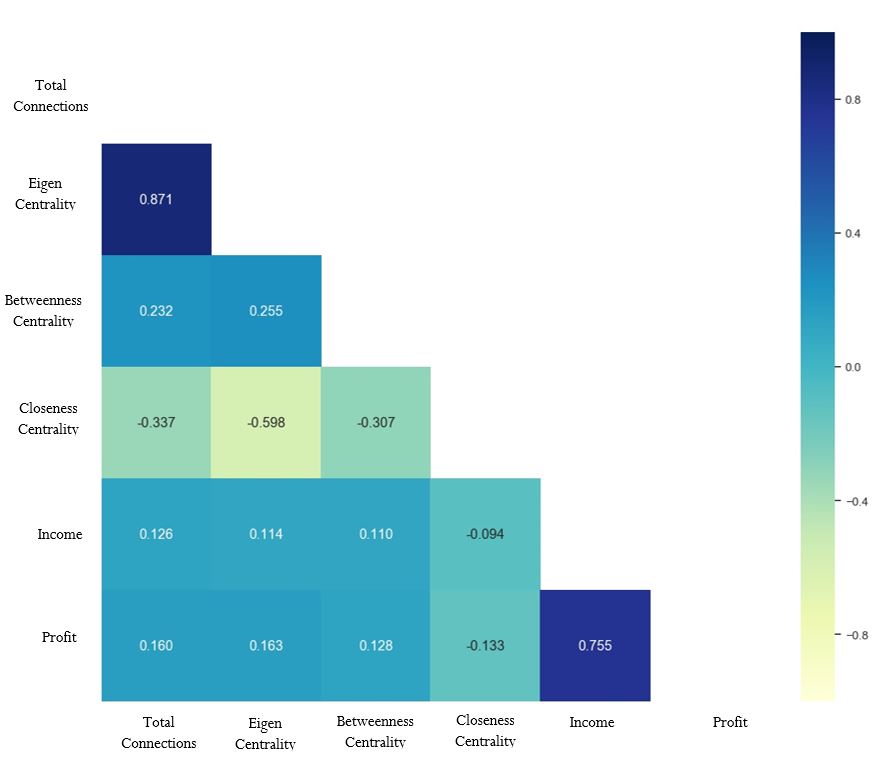 Total
Connections
0.8
Eigen
Centrality
0.871
0.4
Betweenness
Centrality
0.232 0.255
0.0
Closeness
Centrality
-0.337 -0.598 -0.307
-0.4
Income
0.126 0.114 0.110 -0.094
Profit
0.160 0.163 0.128 -0.133 0.755
-0.8
Total
Connections
Eigen
Centrality
Betweenness
Centrality
Closeness
Centrality
Income
Profit